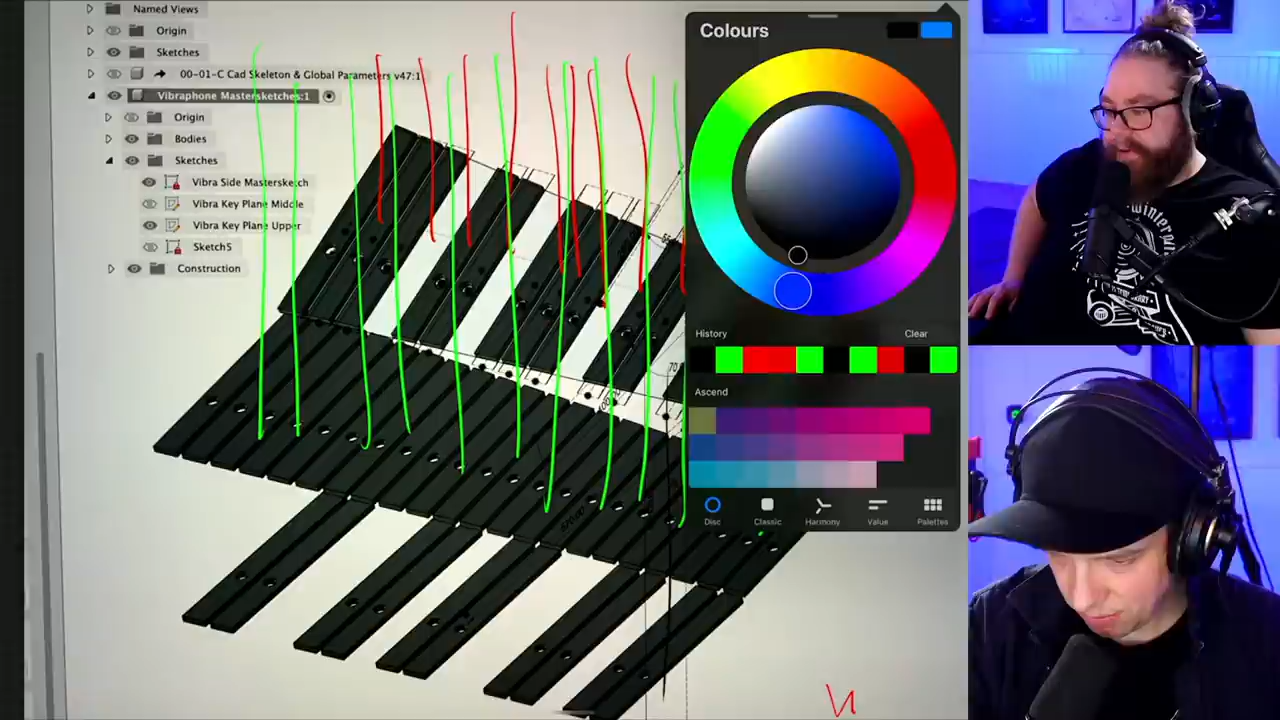 Named Views
Origin
Sketches
00-01-C Cad Skeleton & Global Parameters v47:1
Vibraphone Mastersketches:1
Origin
Bodies
Sketches
Vibra Side Mastersketch
Vibra Key Plane Middle
Vibra Key Plane Upper
Sketch5
Construction
Colours
History
Clear
Ascend
Disc
Classic
Harmony
Value
Palettes